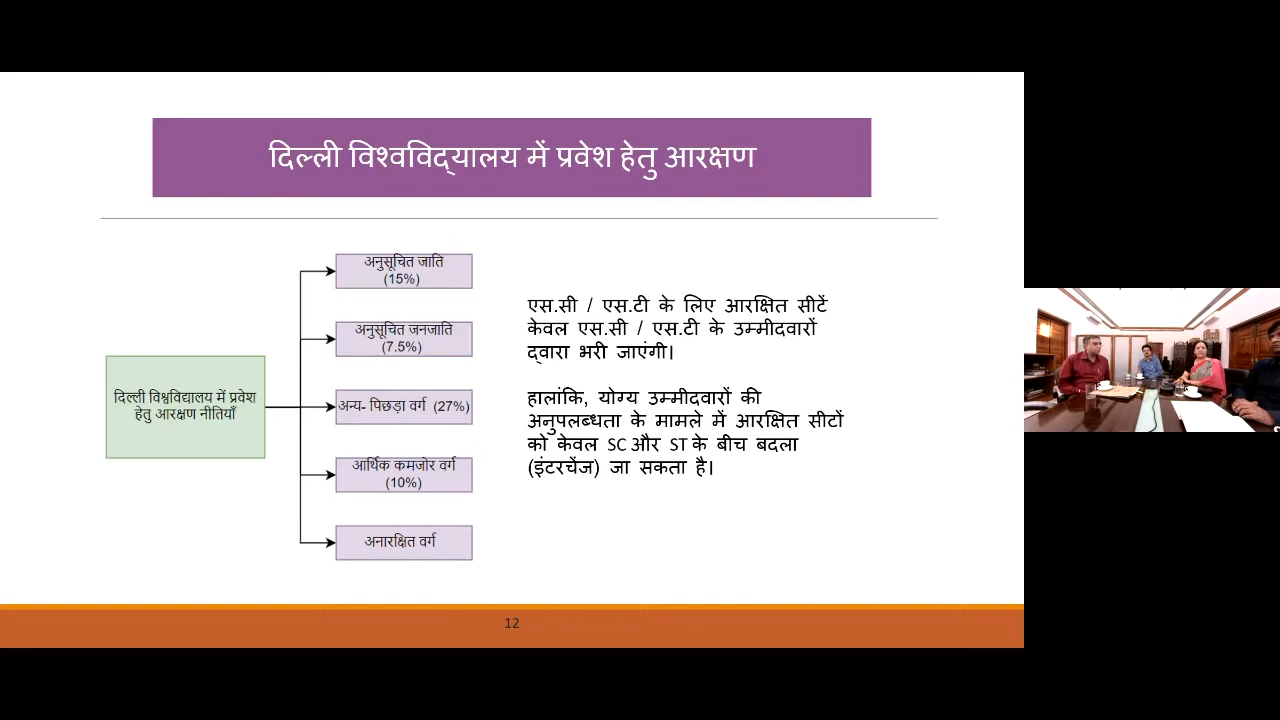 दिल्ली विश्वविद्यालय में प्रवेश हेतु आरक्षण
दिल्ली विश्वविद्यालय में प्रवेश
हेतु आरक्षण नीतियाँ
अनुसूचित जाति
(15%)
अनुसूचित जनजाति
(7.5%)
अन्य- पिछड़ा वर्ग (27%)
आर्थिक कमजोर वर्ग
(10%)
अनारक्षित वर्ग
एस.सी / एस.टी के लिए आरक्षित सीटें
केवल एस.सी / एस.टी के उम्मीदवारों
द्वारा भरी जाएंगी।
हालांकि, योग्य उम्मीदवारों की
अनुपलब्धता के मामले में आरक्षित सीटों
को केवल SC और ST के बीच बदला
(इंटरचेंज) जा सकता है।
12